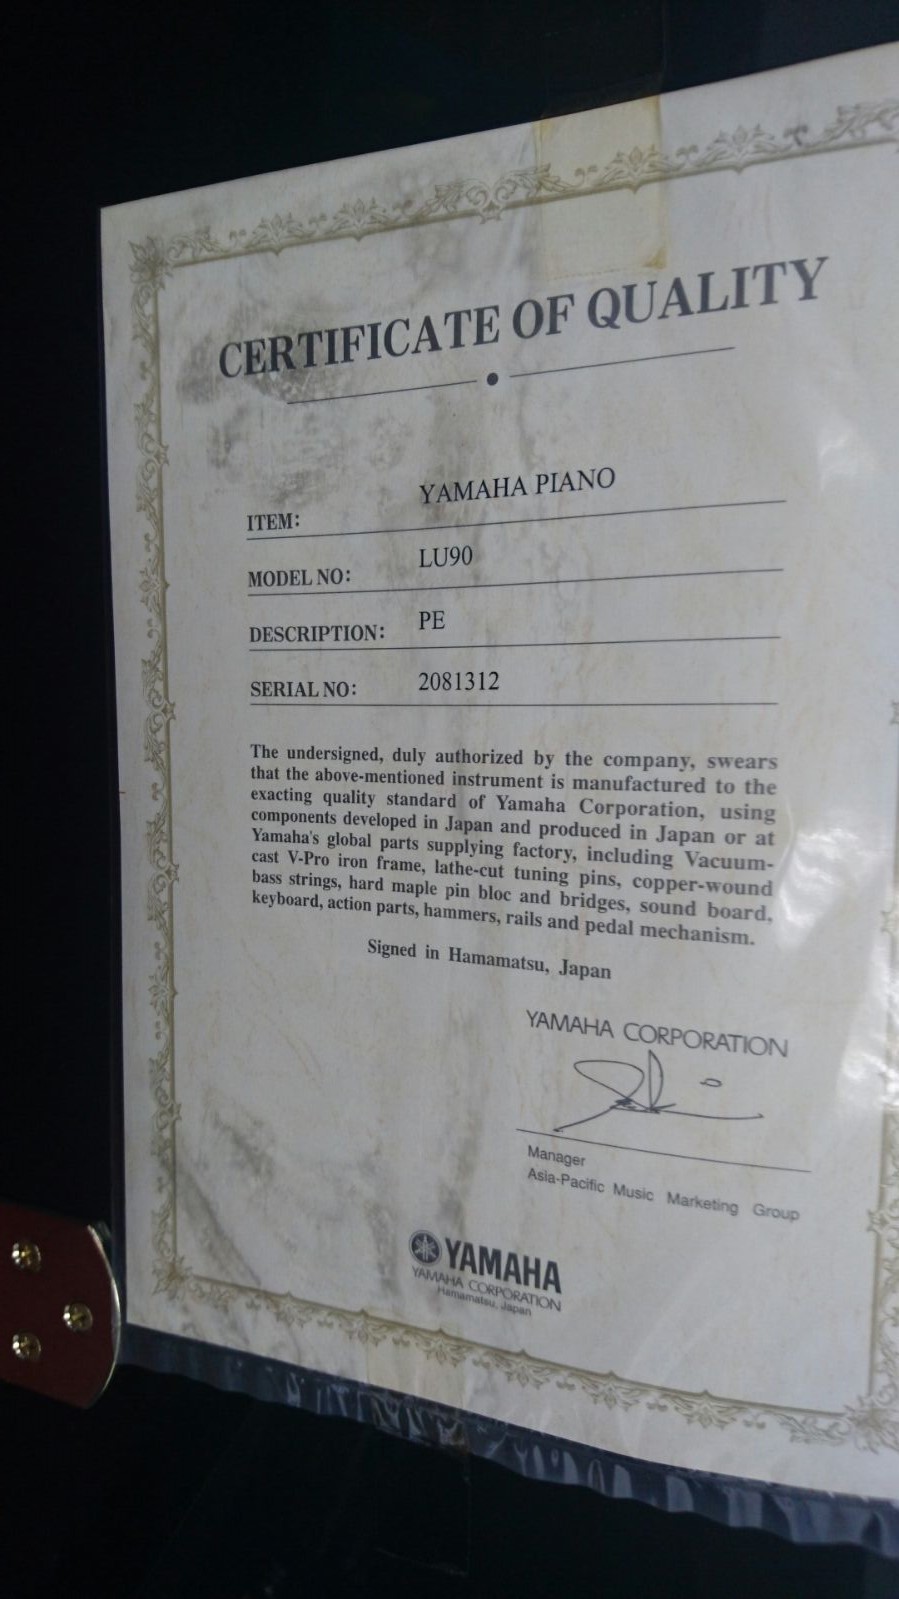 CERTIFICATE OF QUALITY
ITEM: YAMAHA PIANO
MODEL NO: LU90
DESCRIPTION: PE
SERIAL NO: 2081312
The undersigned, duly authorized by the company, swears
that the above-mentioned instrument is manufactured to the
exacting quality standard of Yamaha Corporation, using
components developed in Japan and produced in Japan or at
Yamaha's global parts supplying factory, including Vacuum-
cast V-Pro iron frame, lathe-cut tuning pins, copper-wound
bass strings, hard maple pin bloc and bridges, sound board,
keyboard, action parts, hammers, rails and pedal mechanism.
Signed in Hamamatsu, Japan
YAMAHA CORPORATION
Manager
Asia-Pacific Music Marketing Group
YAMAHA
YAMAHA CORPORATION
Hamamatsu, Japan